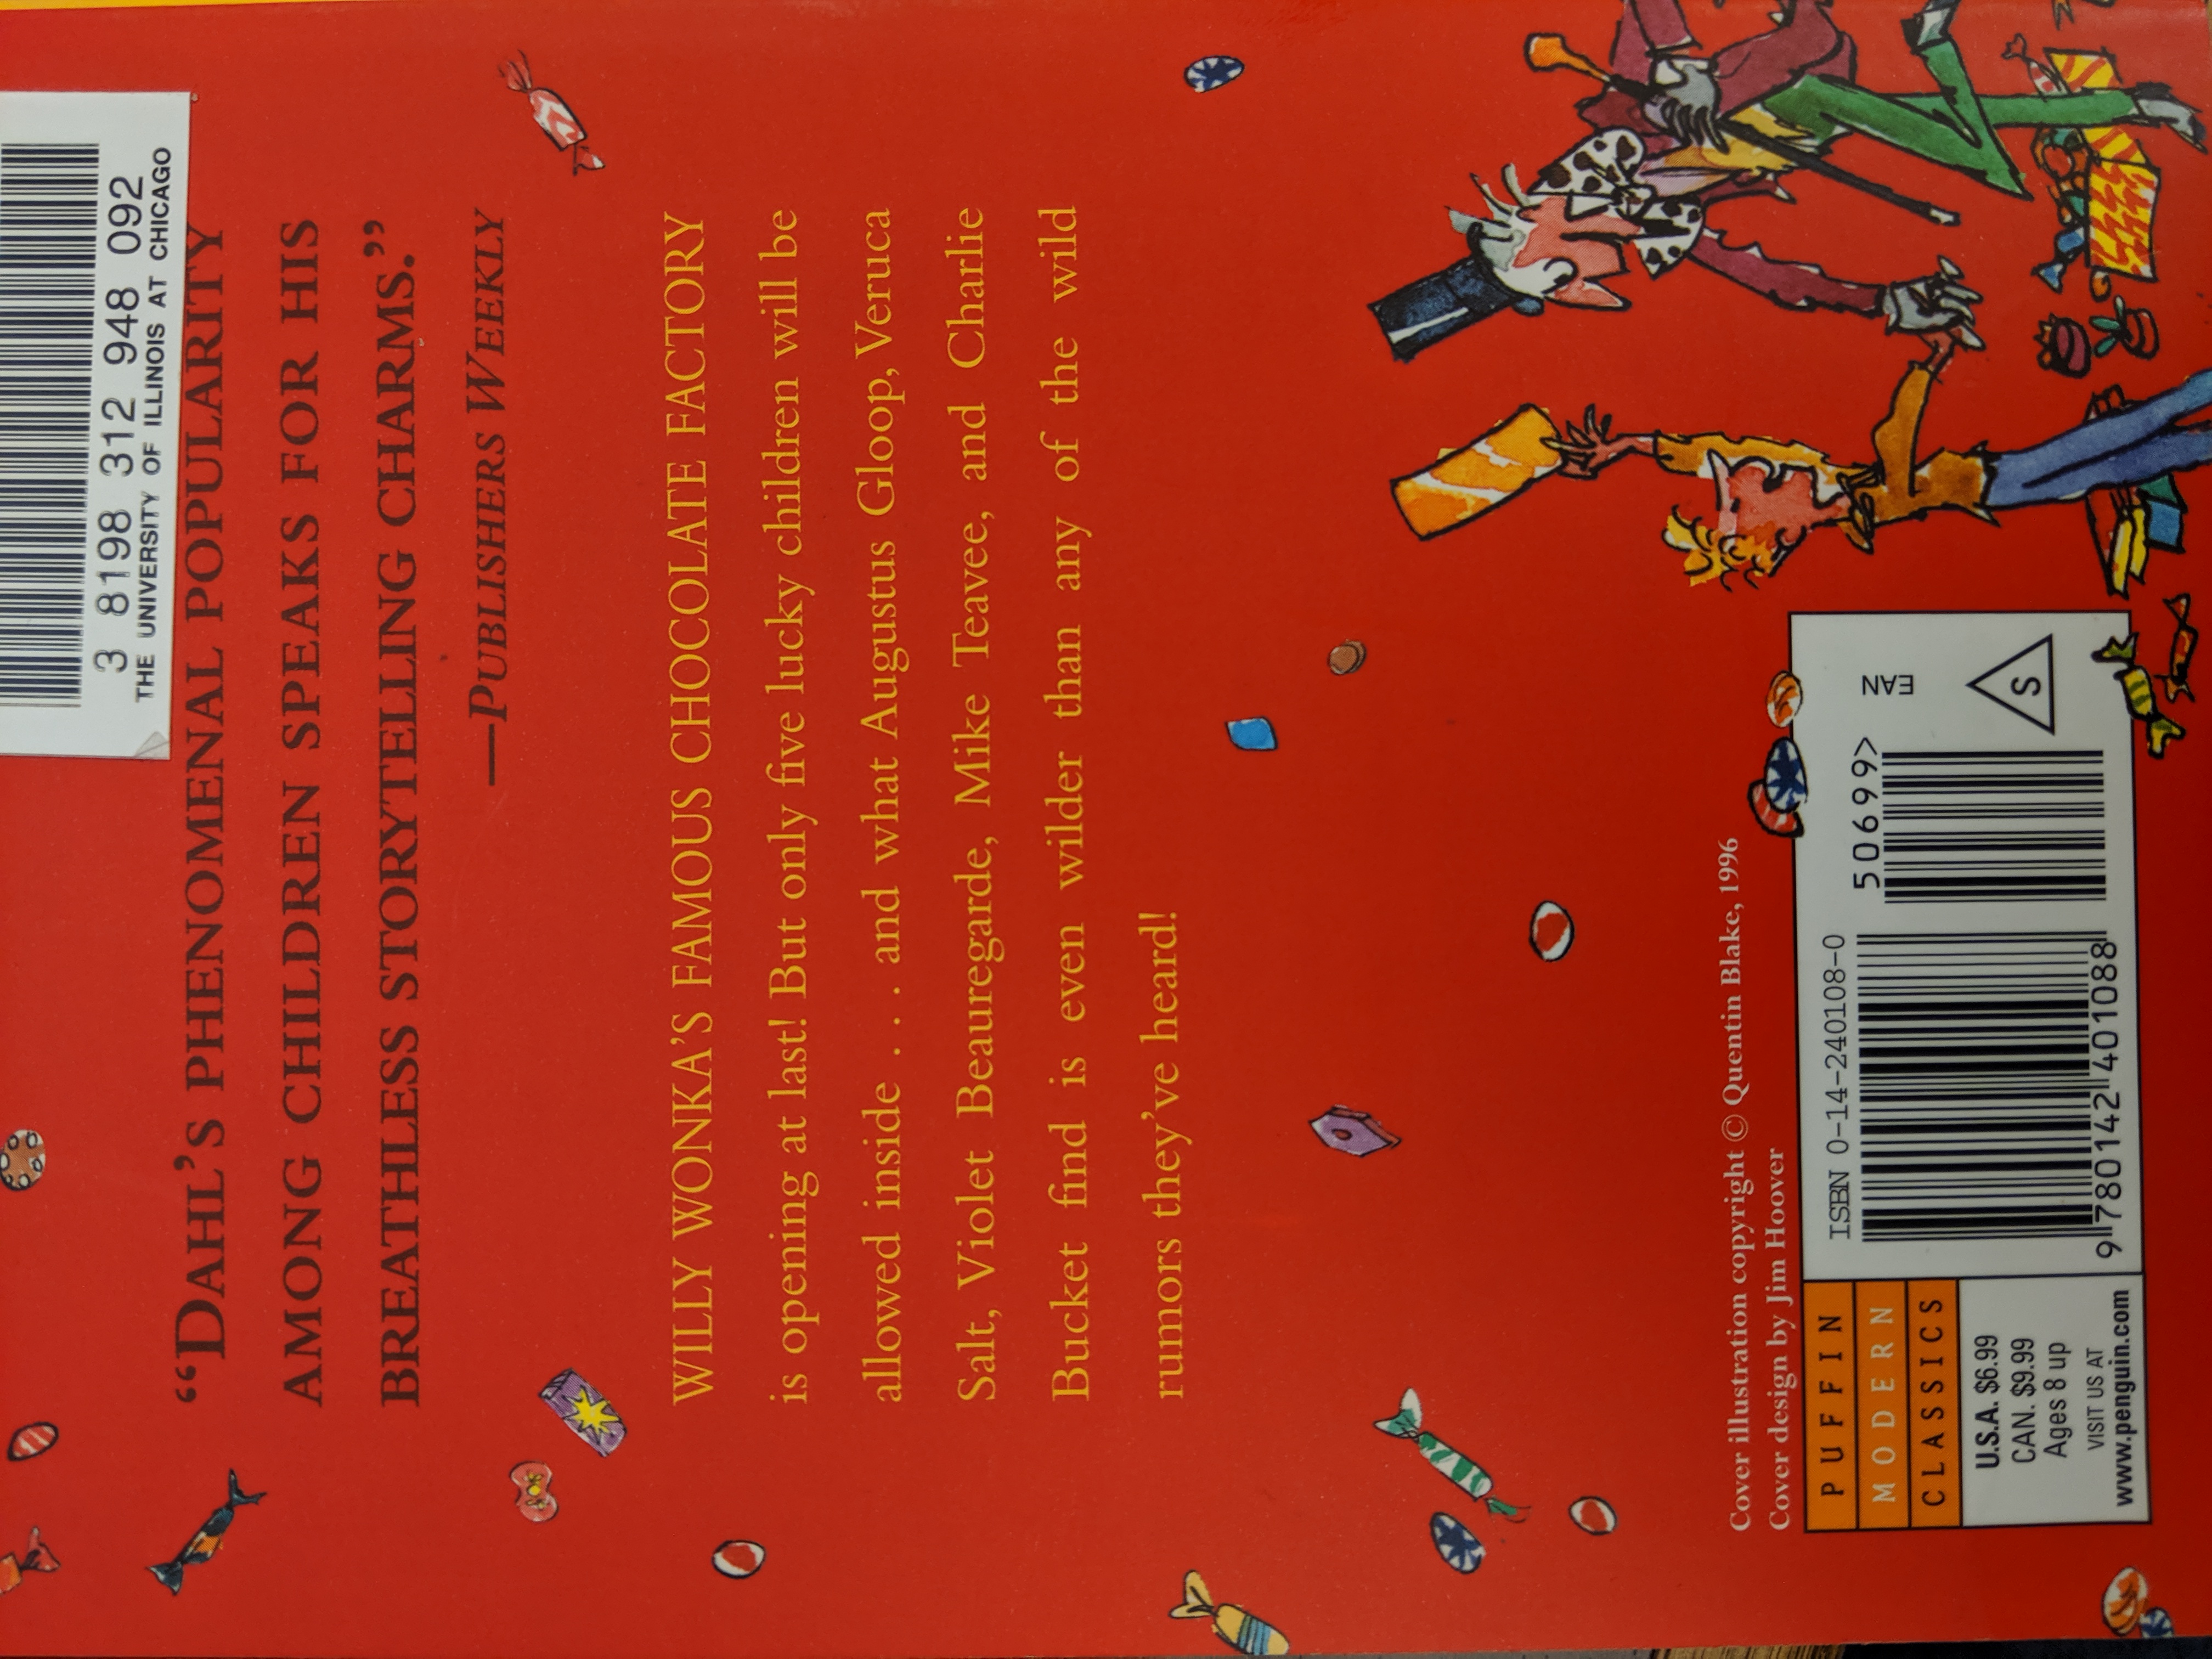 3 8198 312 948 092
THE UNIVERSITY OF ILLINOIS AT CHICAGO
“DAHL’S PHENOMENAL POPULARITY
AMONG CHILDREN SPEAKS FOR HIS
BREATHLESS STORYTELLING CHARMS.”
—PUBLISHERS WEEKLY
WILLY WONKA’S FAMOUS CHOCOLATE FACTORY
is opening at last! But only five lucky children will be
allowed inside . . . and what Augustus Gloop, Veruca
Salt, Violet Beauregarde, Mike Teavee, and Charlie
Bucket find is even wilder than any of the wild
rumors they’ve heard!
Cover illustration copyright © Quentin Blake, 1996
Cover design by Jim Hoover
PUFFIN
MODERN
CLASSICS
U.S.A. $6.99
CAN. $9.99
Ages 8 up
VISIT US AT
www.penguin.com
ISBN 0-14-240108-0
50699>
EAN
S
9 780142 401088